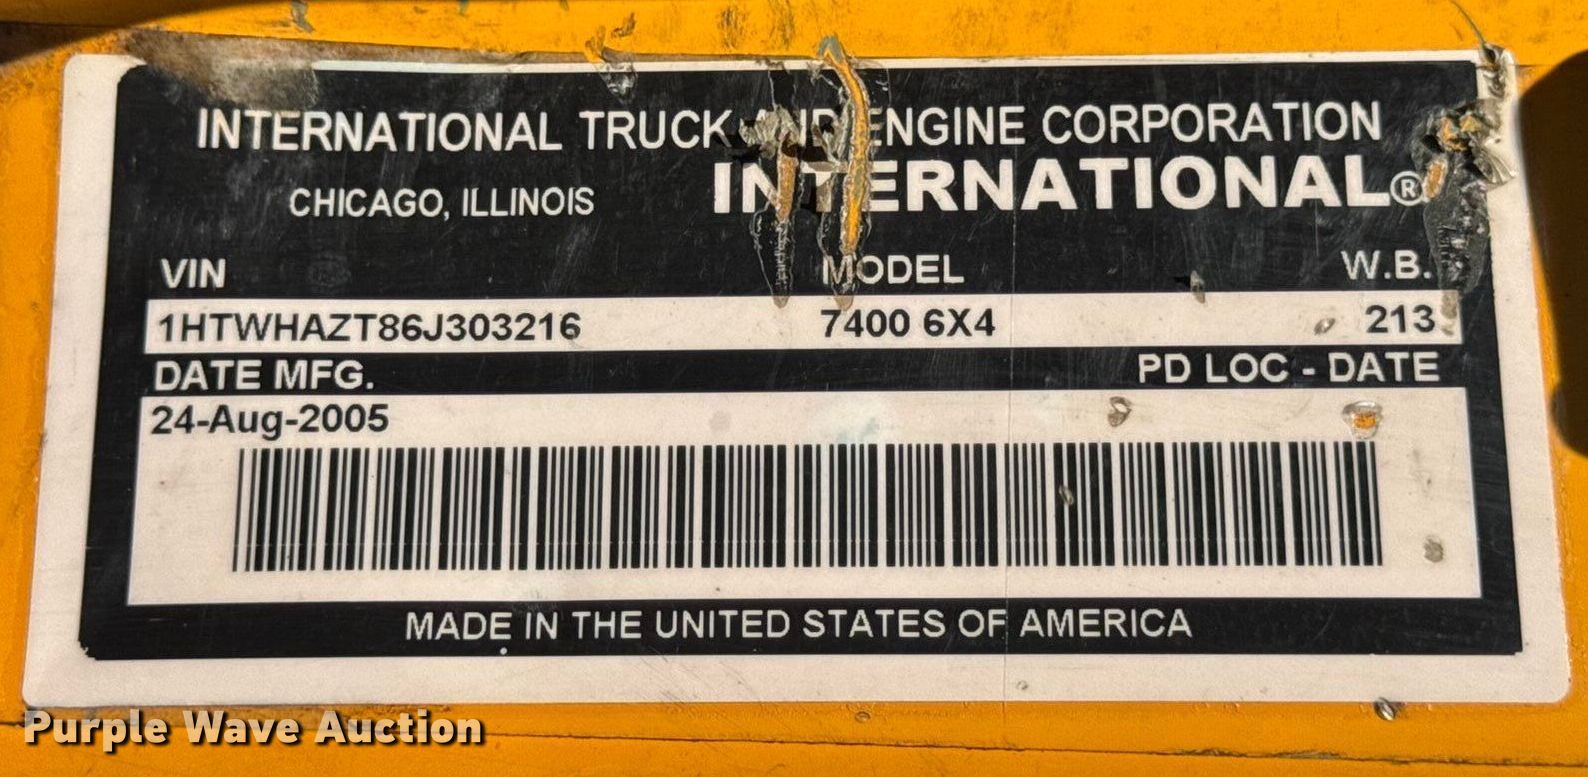 INTERNATIONAL TRUCK AND ENGINE CORPORATION
INTERNATIONAL®
CHICAGO, ILLINOIS
VIN MODEL W.B.
1HTWHAZT86J303216 7400 6X4 213
DATE MFG. PD LOC - DATE
24-Aug-2005
MADE IN THE UNITED STATES OF AMERICA
Purple Wave Auction